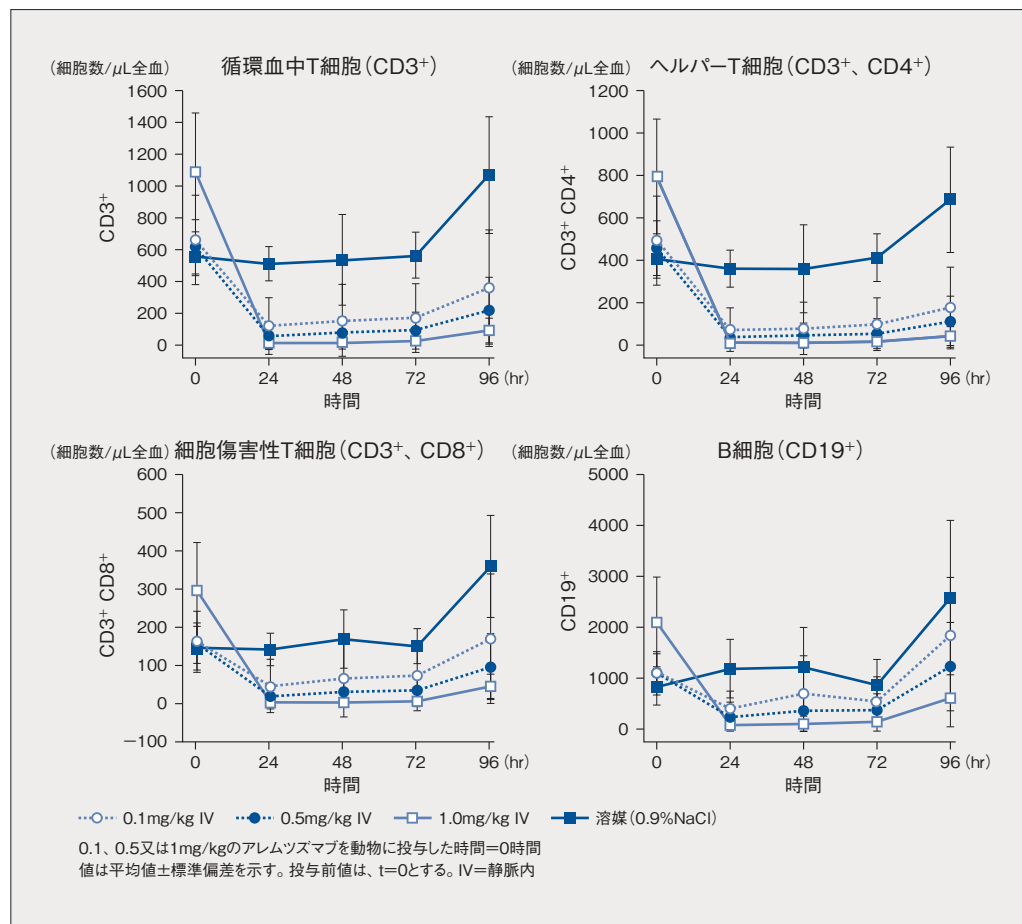 (細胞数/μL全血) 循環血中T細胞(CD3⁺)
1600
1400
1200
1000
800
600
400
200
0
CD3⁺
0 24 48 72 96 (hr)
時間
(細胞数/μL全血) ヘルパーT細胞(CD3⁺、CD4⁺)
1200
1000
800
600
400
200
0
CD3⁺ CD4⁺
0 24 48 72 96 (hr)
時間
(細胞数/μL全血) 細胞傷害性T細胞(CD3⁺、CD8⁺)
600
500
400
300
200
100
0
−100
CD3⁺ CD8⁺
0 24 48 72 96 (hr)
時間
(細胞数/μL全血) B細胞(CD19⁺)
5000
4000
3000
2000
1000
0
CD19⁺
0 24 48 72 96 (hr)
時間
0.1mg/kg IV 0.5mg/kg IV 1.0mg/kg IV 溶媒(0.9%NaCl)
0.1、0.5又は1mg/kgのアレムツズマブを動物に投与した時間=0時間
値は平均値±標準偏差を示す。投与前値は、t=0とする。IV=静脈内